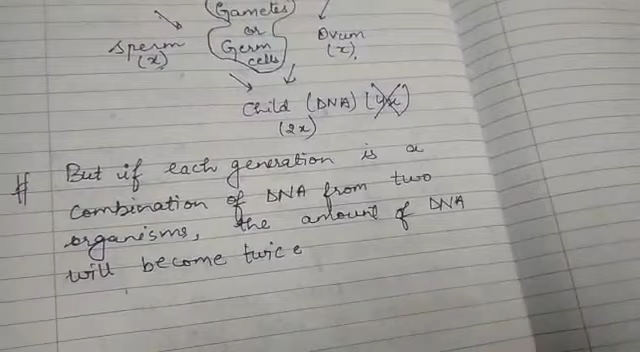 Gametes
or
Germ
cells
Sperm
(x)
Ovum
(x)
Child (DNA) (4x)
(2x)
# But if each generation is a
combination of DNA from two
organisms, the amount of DNA
will become twice